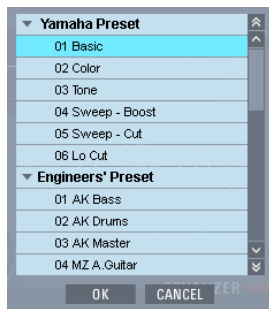 Yamaha Preset
01 Basic
02 Color
03 Tone
04 Sweep - Boost
05 Sweep - Cut
06 Lo Cut
Engineers' Preset
01 AK Bass
02 AK Drums
03 AK Master
04 MZ A.Guitar
OK CANCEL